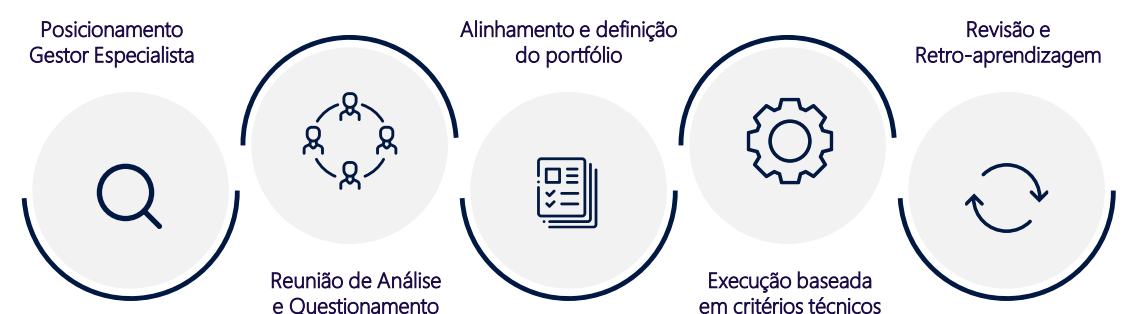 Posicionamento
Gestor Especialista
Reunião de Análise
e Questionamento
Alinhamento e definição
do portfólio
Execução baseada
em critérios técnicos
Revisão e
Retro-aprendizagem